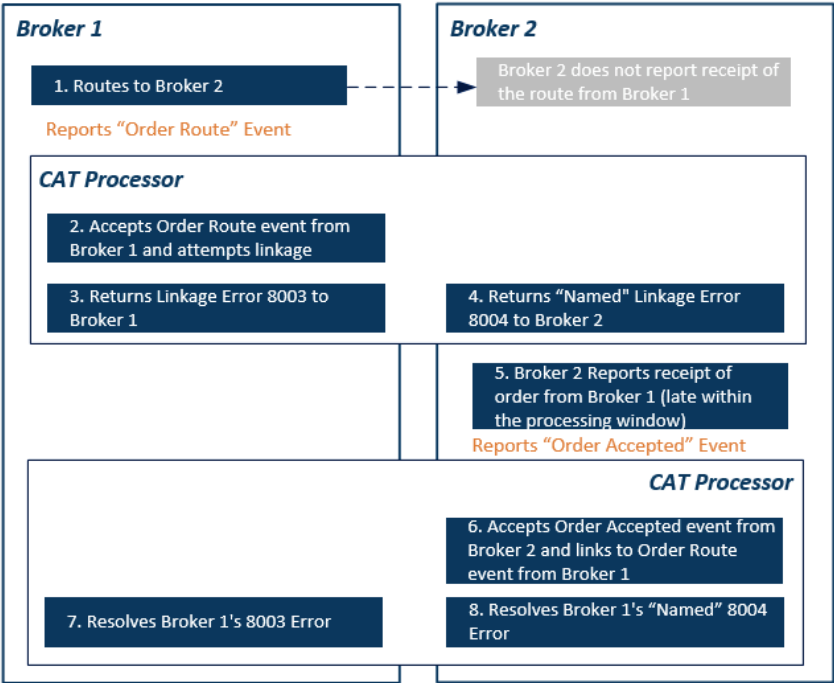 Broker 1
Broker 2
1. Routes to Broker 2
Broker 2 does not report receipt of
the route from Broker 1
Reports “Order Route” Event
CAT Processor
2. Accepts Order Route event from
Broker 1 and attempts linkage
3. Returns Linkage Error 8003 to
Broker 1
4. Returns “Named" Linkage Error
8004 to Broker 2
5. Broker 2 Reports receipt of
order from Broker 1 (late within
the processing window)
Reports “Order Accepted” Event
CAT Processor
6. Accepts Order Accepted event from
Broker 2 and links to Order Route
event from Broker 1
7. Resolves Broker 1's 8003 Error
8. Resolves Broker 1's “Named” 8004
Error